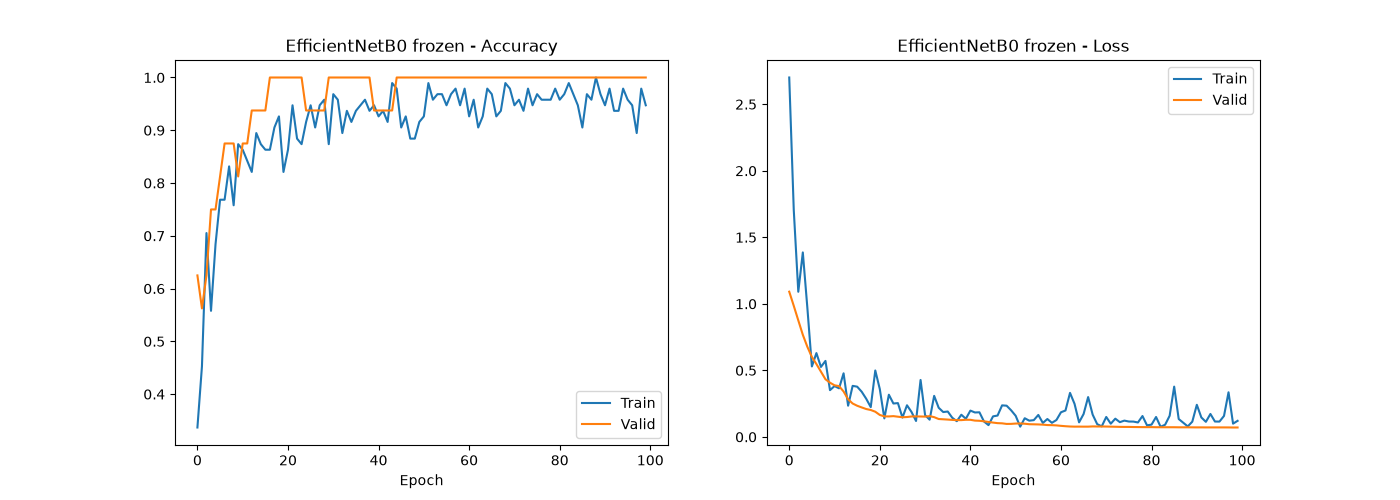 EfficientNetB0 frozen - Accuracy
1.0
0.9
0.8
0.7
0.6
0.5
0.4
Train
Valid
0 20 40 60 80 100
Epoch
EfficientNetB0 frozen - Loss
2.5
2.0
1.5
1.0
0.5
0.0
Train
Valid
0 20 40 60 80 100
Epoch